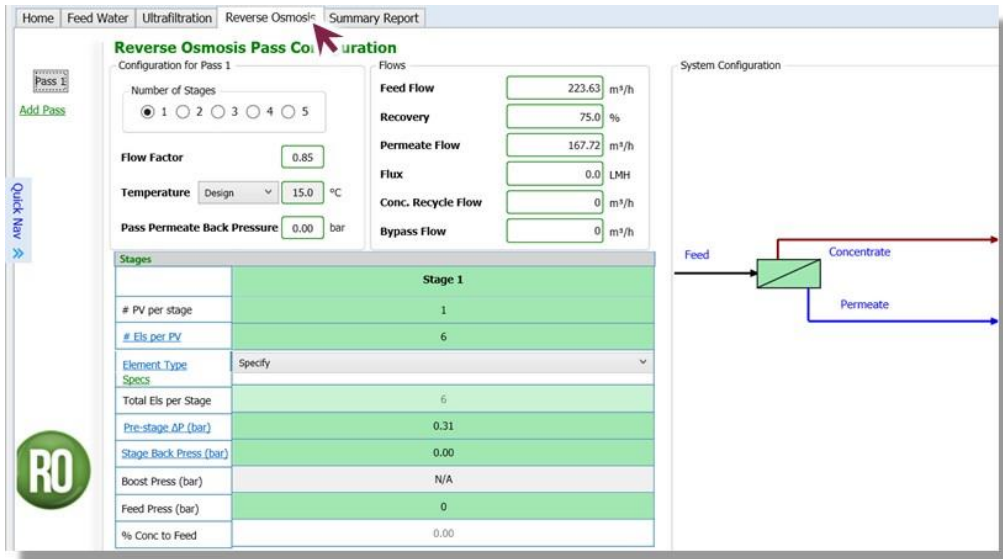 Home Feed Water Ultrafiltration Reverse Osmosis Summary Report
Reverse Osmosis Pass Con uration
Pass 1
Add Pass
Quick Nav »
RO
Configuration for Pass 1
Number of Stages
1 2 3 4 5
Flow Factor 0.85
Temperature Design 15.0 °C
Pass Permeate Back Pressure 0.00 bar
Flows
Feed Flow 223.63 m³/h
Recovery 75.0 %
Permeate Flow 167.72 m³/h
Flux 0.0 LMH
Conc. Recycle Flow 0 m³/h
Bypass Flow 0 m³/h
Stages
Stage 1
# PV per stage 1
# Els per PV 6
Element Type Specify
Specs
Total Els per Stage 6
Pre-stage ΔP (bar) 0.31
Stage Back Press (bar) 0.00
Boost Press (bar) N/A
Feed Press (bar) 0
% Conc to Feed 0.00
System Configuration
Feed
Concentrate
Permeate